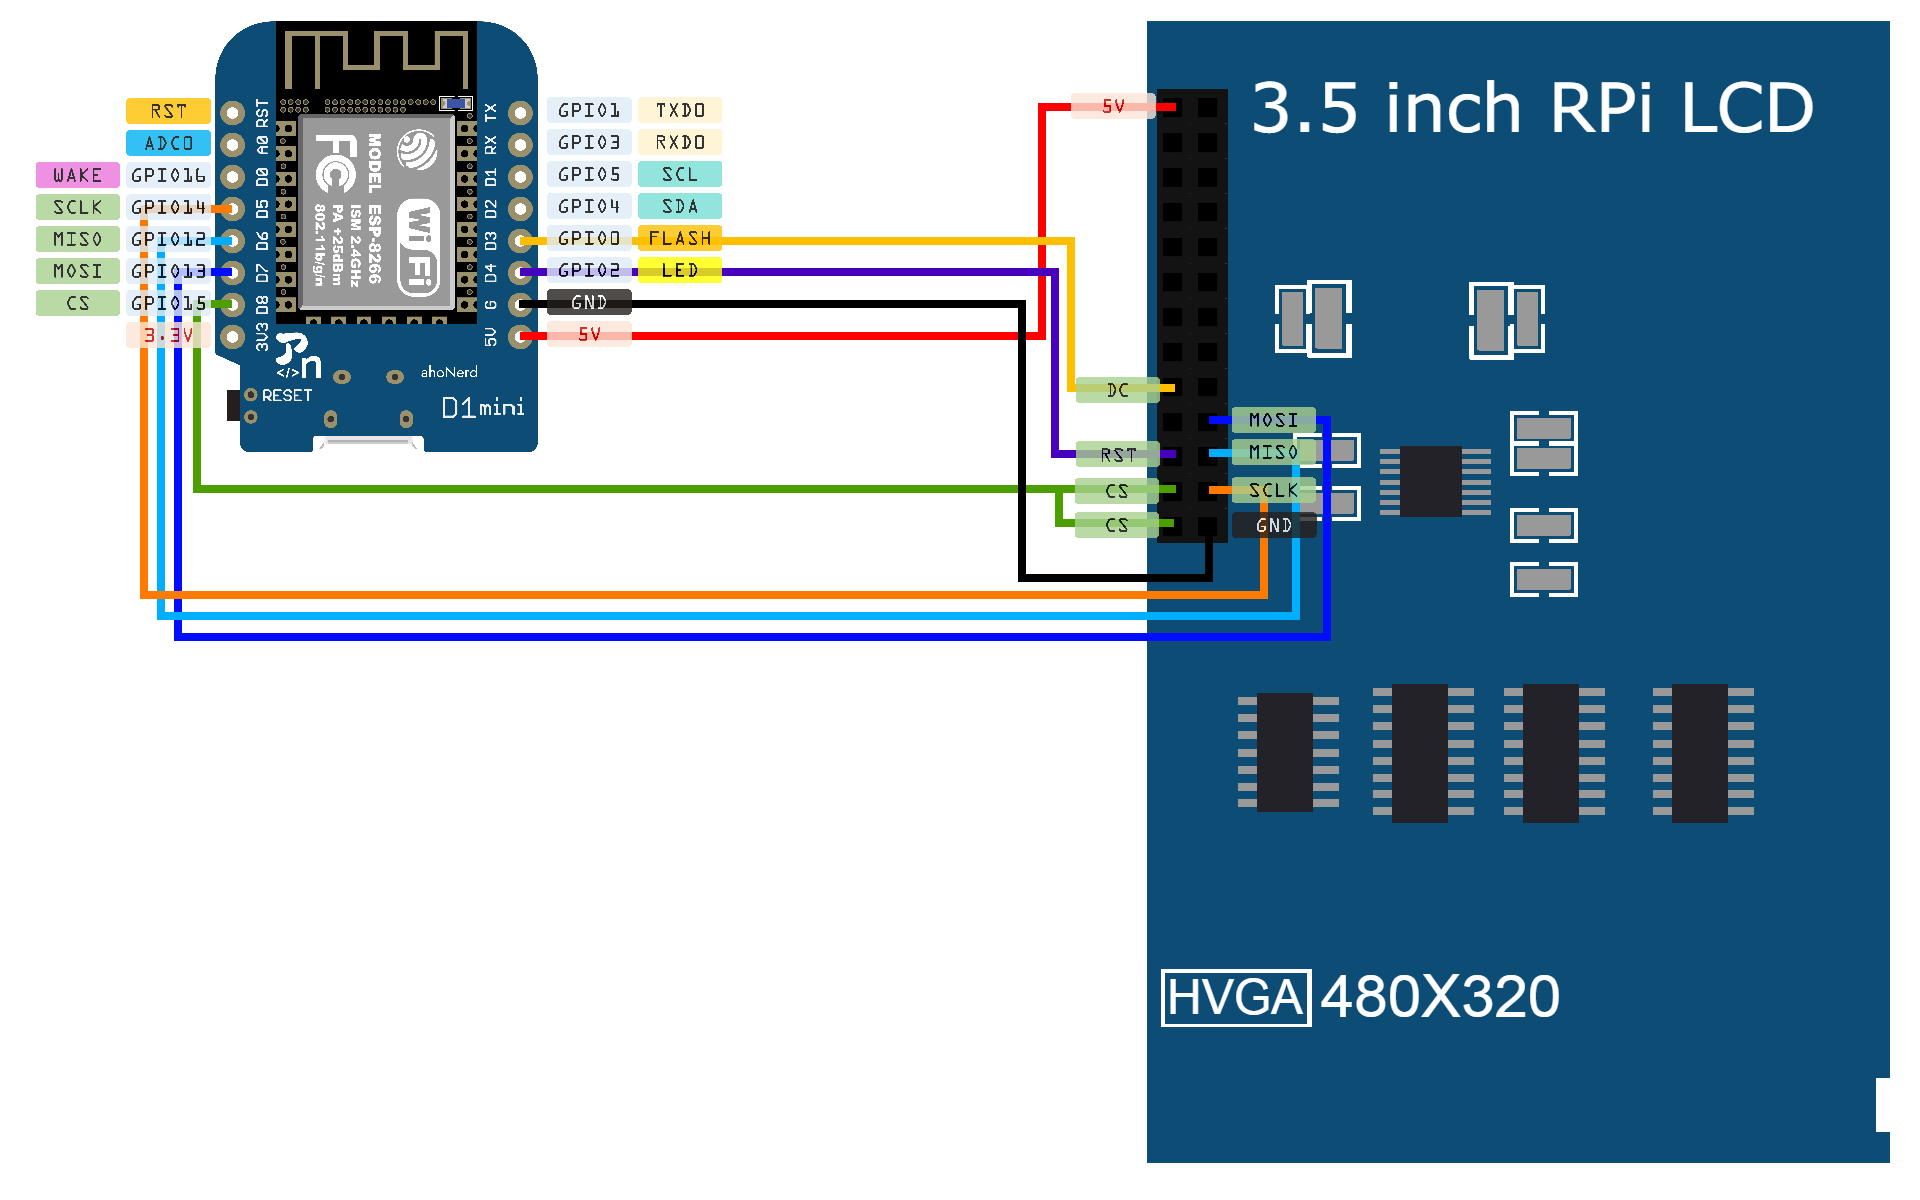 RST
ADC0
WAKE GPIO16
SCLK GPIO14
MISO GPIO12
MOSI GPIO13
CS GPIO15
3.3V
RST
A0
D0
D5
D6
D7
D8
3V3
FC
MODEL ESP-8266
ISM 2.4GHz
PA +25dBm
802.11b/g/n
WiFi
TX
RX
D1
D2
D3
D4
G
5V
GPIO1 TXD0
GPIO3 RXD0
GPIO5 SCL
GPIO4 SDA
GPIO0 FLASH
GPIO2 LED
GND
5V
</>n
ahoNerd
RESET
D1mini
5V
3.5 inch RPi LCD
DC
MOSI
RST
MISO
CS
SCLK
CS
GND
HVGA 480X320